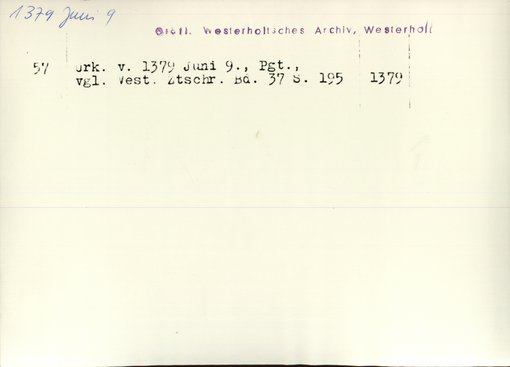 1379 Juni 9
Gräfl. Westerholtsches Archiv, Westerholt
57 Urk. v. 1379 Juni 9., Pgt.,
vgl. West. Ztschr. Bd. 37 S. 195 1379